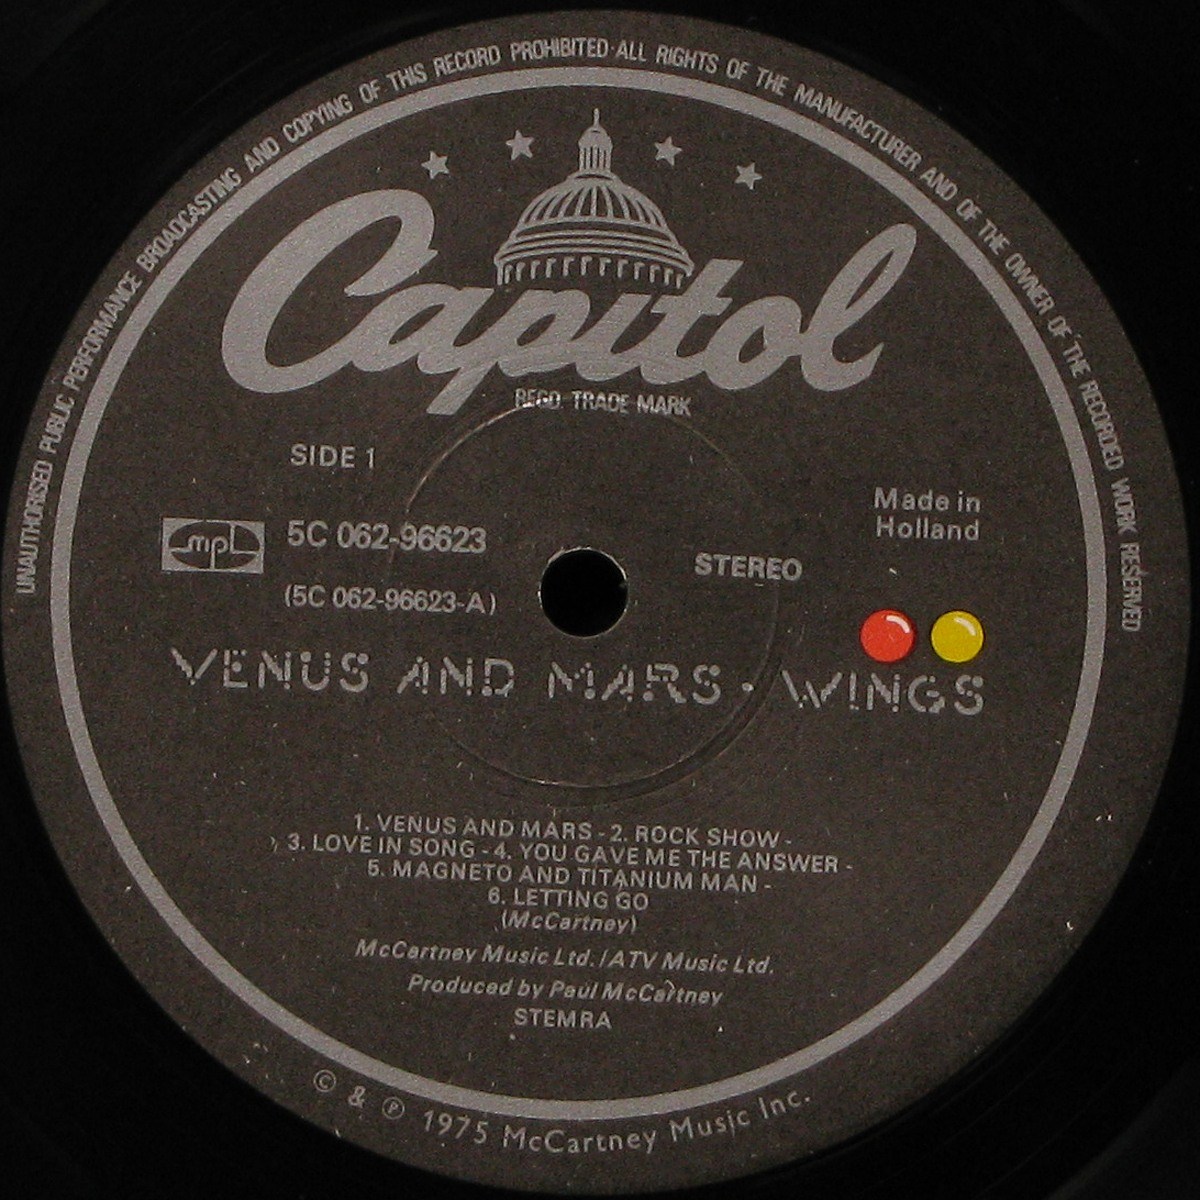 UNAUTHORISED PUBLIC PERFORMANCE BROADCASTING AND COPYING OF THIS RECORD PROHIBITED·ALL RIGHTS OF THE MANUFACTURER AND OF THE OWNER OF THE RECORDED WORK RESERVED
Capitol
REGD. TRADE MARK
SIDE 1
Made in
Holland
mpl
5C 062-96623
STEREO
(5C 062-96623-A)
VENUS AND MARS · WINGS
1. VENUS AND MARS - 2. ROCK SHOW -
3. LOVE IN SONG - 4. YOU GAVE ME THE ANSWER -
5. MAGNETO AND TITANIUM MAN -
6. LETTING GO
(McCartney)
McCartney Music Ltd. / ATV Music Ltd.
Produced by Paul McCartney
STEMRA
© & ℗ 1975 McCartney Music Inc.